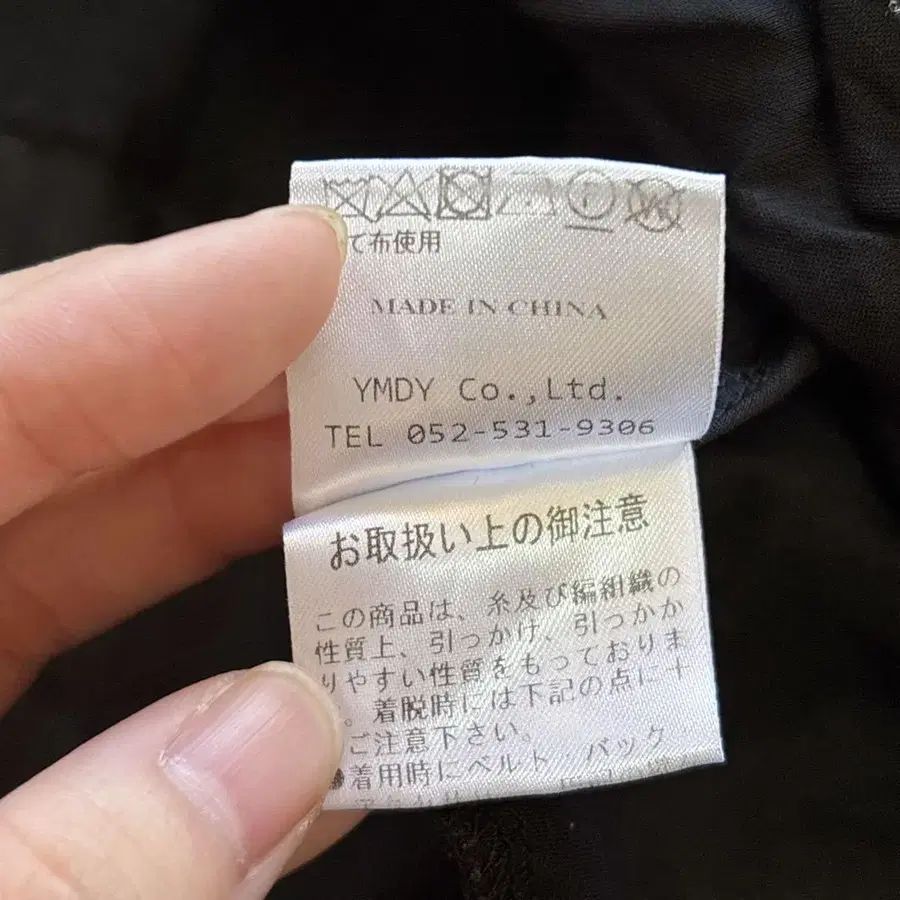 て布使用
MADE IN CHINA
YMDY Co.,Ltd.
TEL 052-531-9306
お取扱い上の御注意
この商品は、糸及び編組織の
性質上、引っかけ、引っかか
りやすい性質をもっておりま
。着脱時には下記の点に十
ご注意下さい。
●着用時にベルト・バック